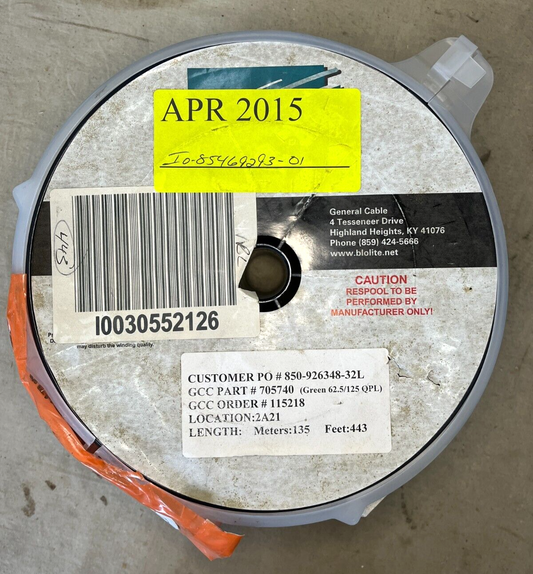 APR 2015
IO-85469293-01
General Cable
4 Tesseneer Drive
Highland Heights, KY 41076
Phone (859) 424-5666
www.blolite.net
CAUTION
RESPOOL TO BE
PERFORMED BY
MANUFACTURER ONLY!
I0030552126
may disturb the winding quality.
CUSTOMER PO # 850-926348-32L
GCC PART # 705740 (Green 62.5/125 QPL)
GCC ORDER # 115218
LOCATION:2A21
LENGTH: Meters:135 Feet:443